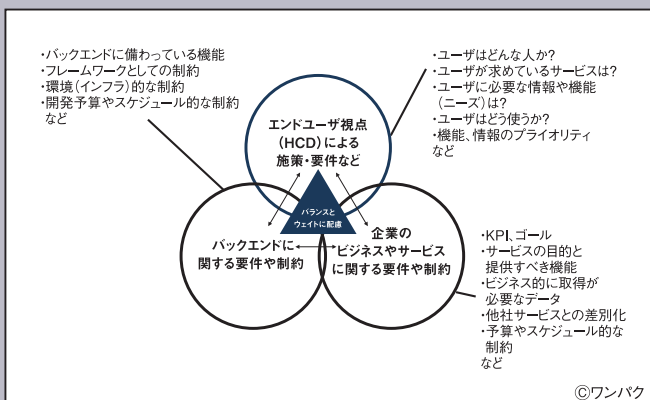 ・バックエンドに備わっている機能
・フレームワークとしての制約
・環境(インフラ)的な制約
・開発予算やスケジュール的な制約
など
・ユーザはどんな人か?
・ユーザが求めているサービスは?
・ユーザに必要な情報や機能
(ニーズ)は?
・ユーザはどう使うか?
・機能、情報のプライオリティ
など
エンドユーザ視点
(HCD)による
施策・要件など
バランスと
ウェイトに配慮
バックエンドに
関する要件や制約
企業の
ビジネスやサービス
に関する要件や制約
・KPI、ゴール
・サービスの目的と
提供すべき機能
・ビジネス的に取得が
必要なデータ
・他社サービスとの差別化
・予算やスケジュール的な
制約
など
©ワンパク